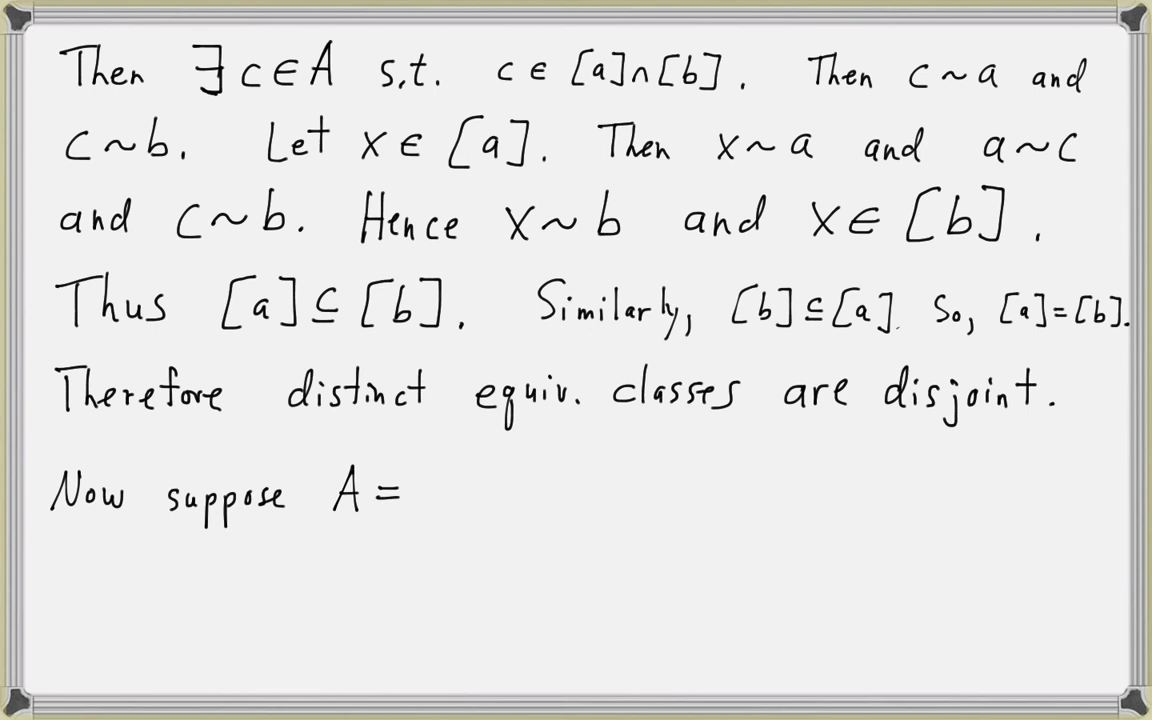 Then ∃ c ∈ A s.t. c ∈ [a]∩[b]. Then c ~ a and
c ~ b. Let x ∈ [a]. Then x ~ a and a ~ c
and c ~ b. Hence x ~ b and x ∈ [b].
Thus [a] ⊆ [b]. Similarly, [b] ⊆ [a]. So, [a] = [b].
Therefore distinct equiv. classes are disjoint.
Now suppose A =